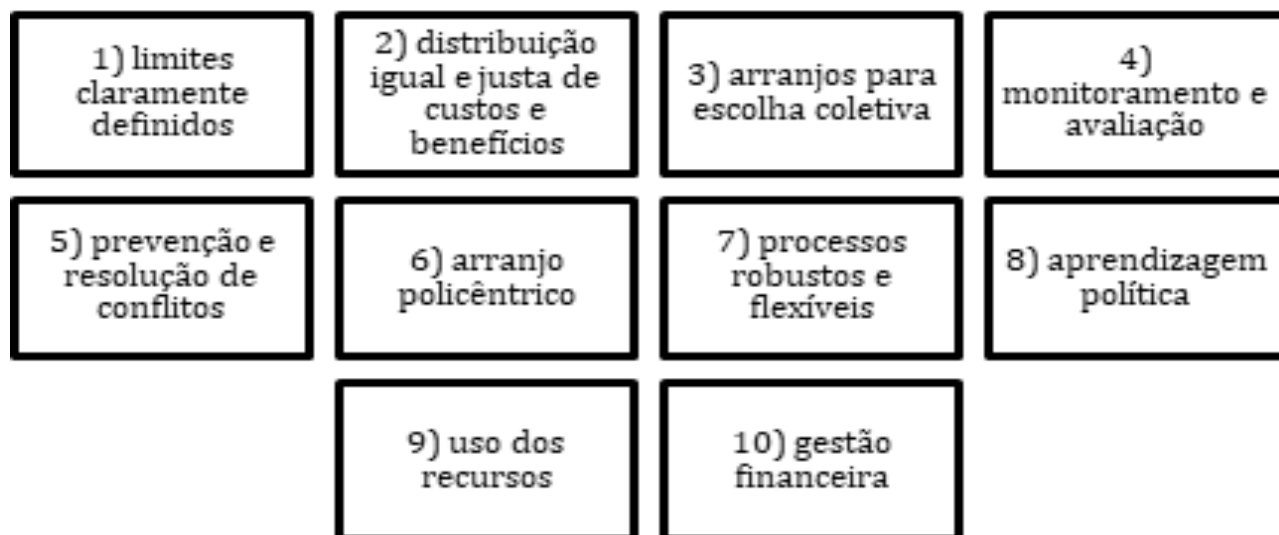 1) limites
claramente
definidos
2) distribuição
igual e justa de
custos e
benefícios
3) arranjos para
escolha coletiva
4)
monitoramento e
avaliação
5) prevenção e
resolução de
conflitos
6) arranjo
policêntrico
7) processos
robustos e
flexíveis
8) aprendizagem
política
9) uso dos
recursos
10) gestão
financeira